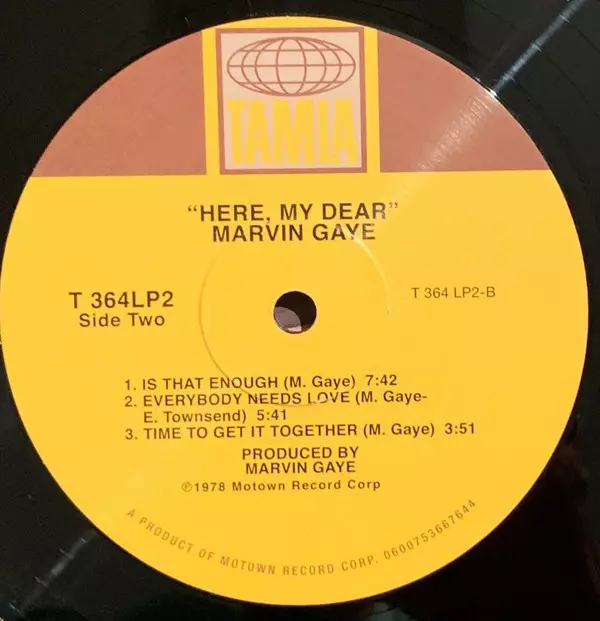 TAMLA
"HERE, MY DEAR"
MARVIN GAYE
T 364LP2
Side Two
T 364 LP2-B
1. IS THAT ENOUGH (M. Gaye) 7:42
2. EVERYBODY NEEDS LOVE (M. Gaye-
E. Townsend) 5:41
3. TIME TO GET IT TOGETHER (M. Gaye) 3:51
PRODUCED BY
MARVIN GAYE
℗1978 Motown Record Corp
A PRODUCT OF MOTOWN RECORD CORP. 0600753667644